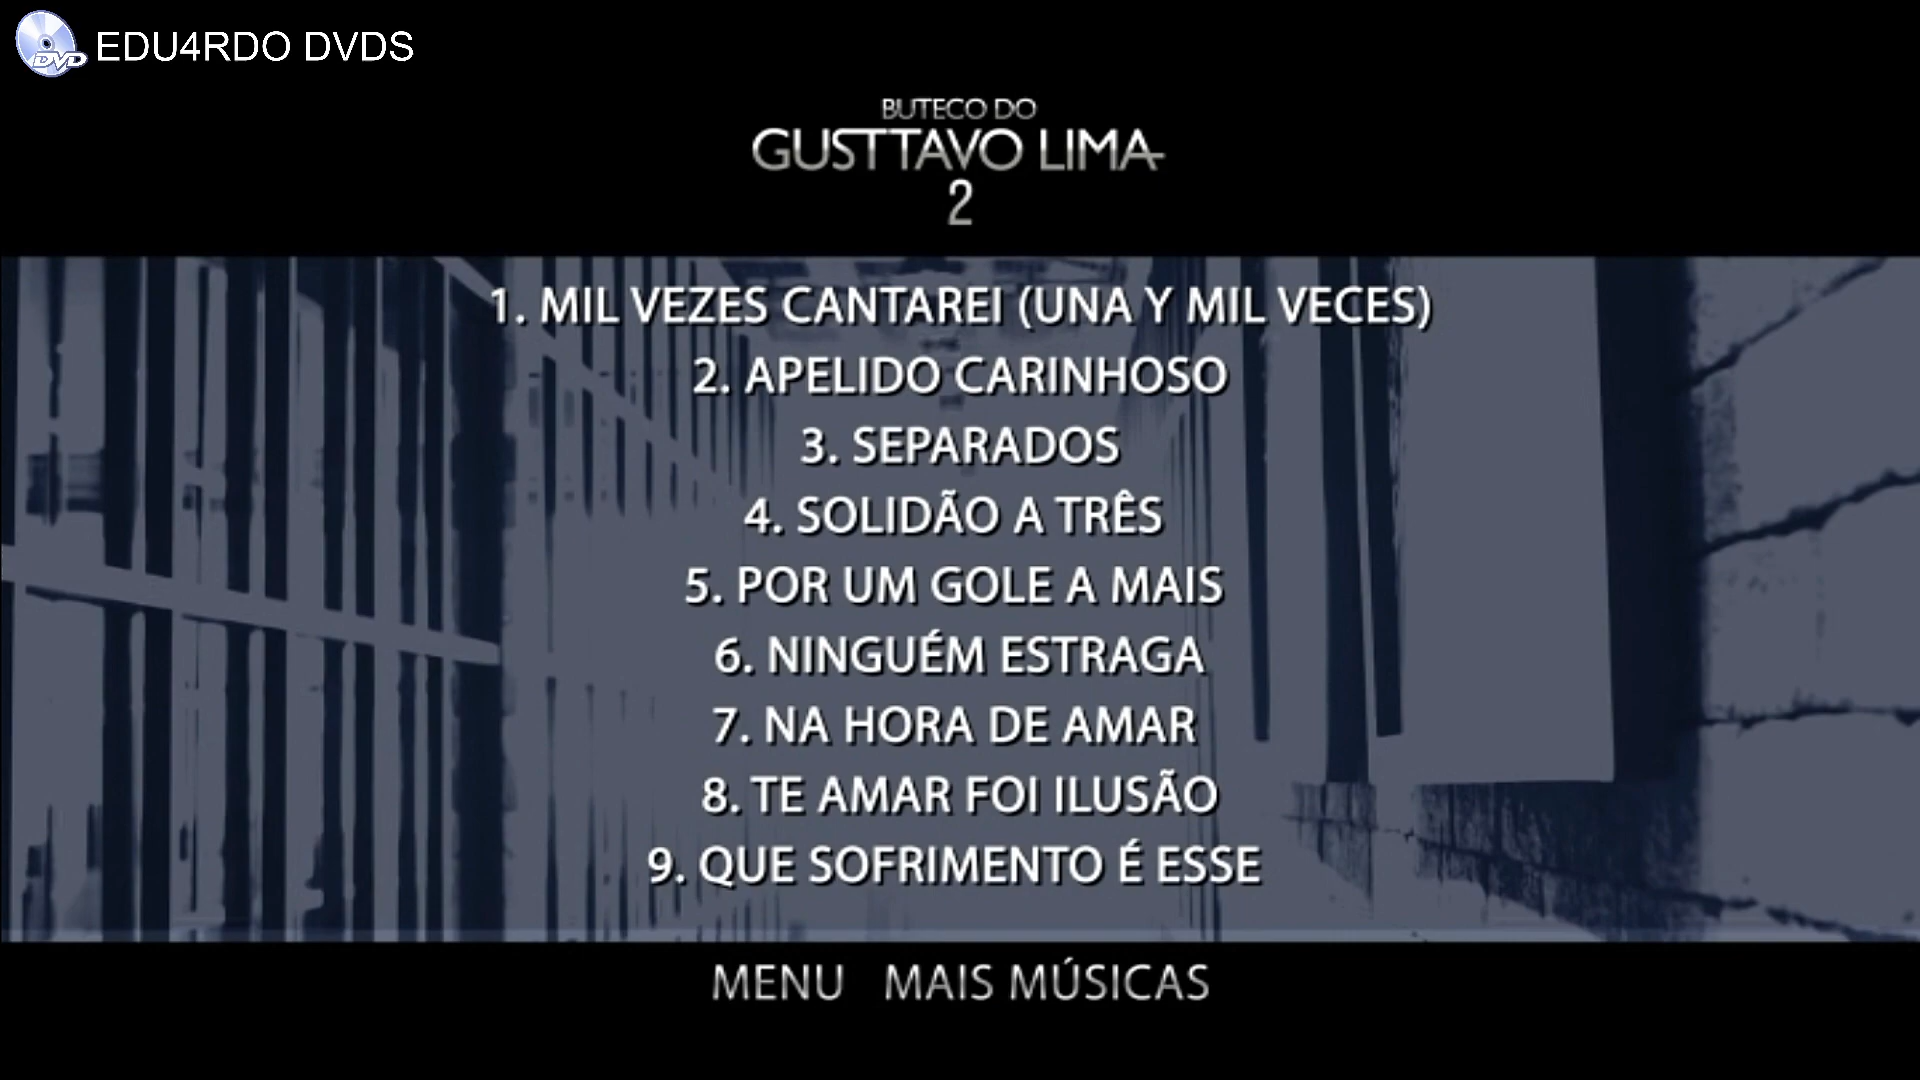 DVD EDU4RDO DVDS
BUTECO DO
GUSTTAVO LIMA
2
1. MIL VEZES CANTAREI (UNA Y MIL VECES)
2. APELIDO CARINHOSO
3. SEPARADOS
4. SOLIDÃO A TRÊS
5. POR UM GOLE A MAIS
6. NINGUÉM ESTRAGA
7. NA HORA DE AMAR
8. TE AMAR FOI ILUSÃO
9. QUE SOFRIMENTO É ESSE
MENU MAIS MÚSICAS